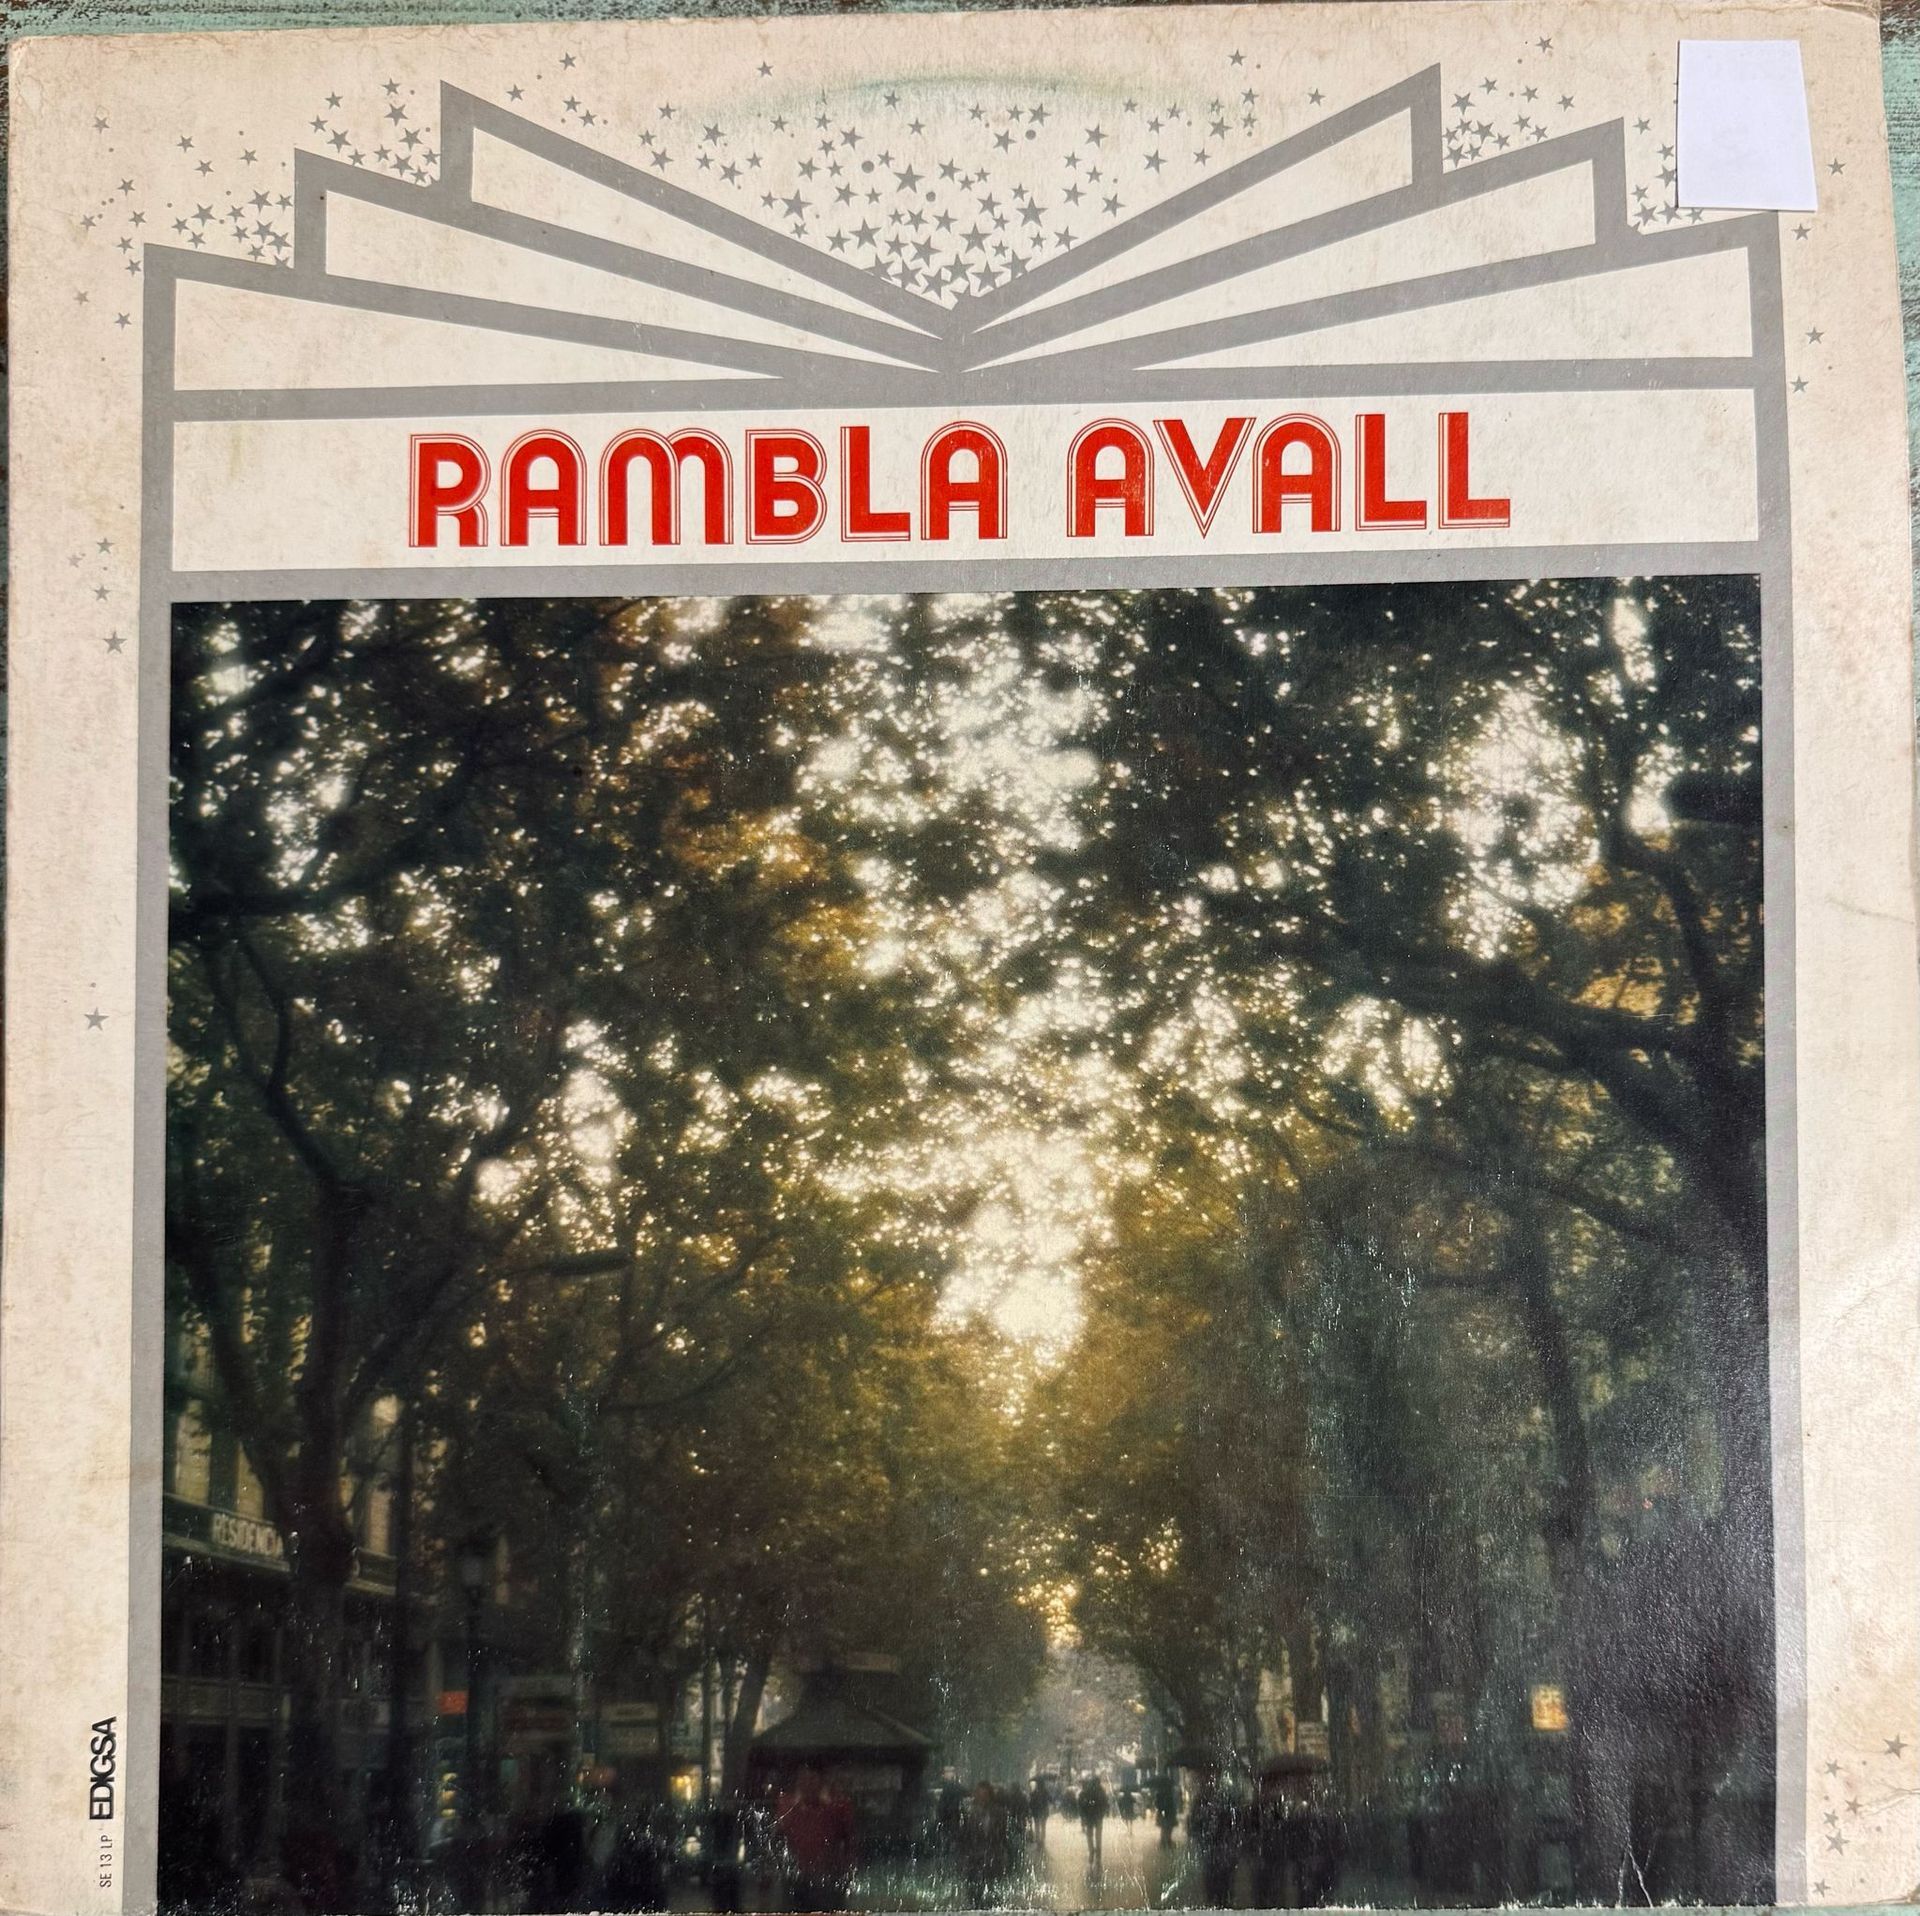 RAMBLA AVALL
RESIDENCIA
SE 13 LP EDIGSA